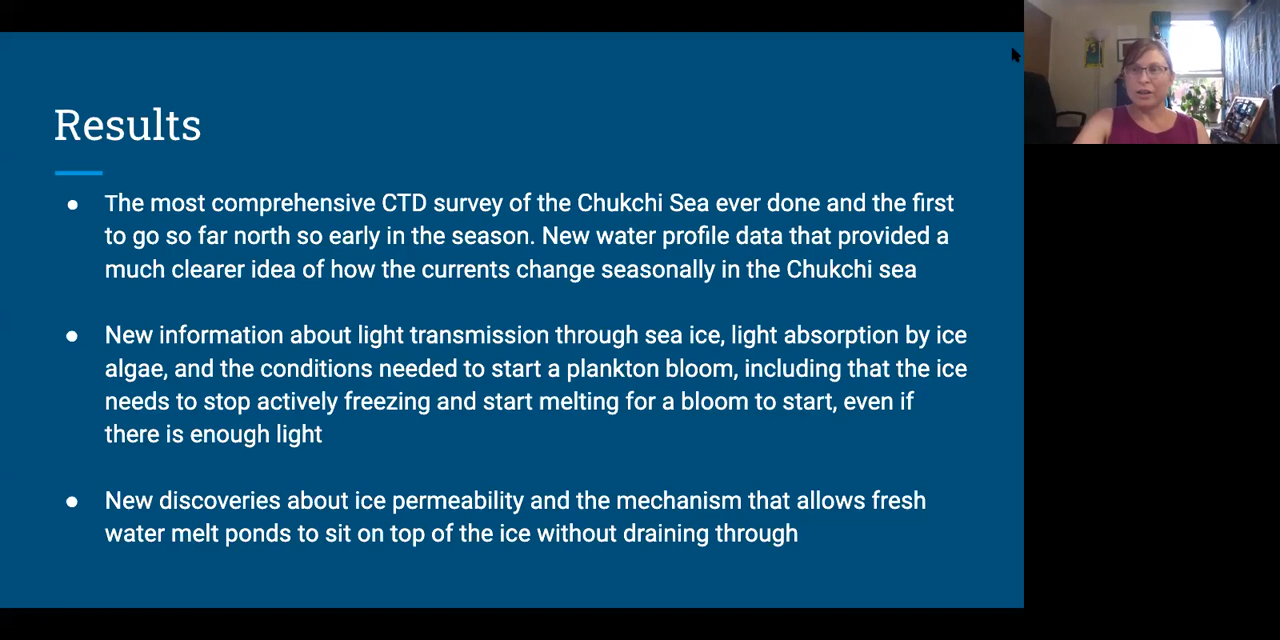 Results
The most comprehensive CTD survey of the Chukchi Sea ever done and the first
to go so far north so early in the season. New water profile data that provided a
much clearer idea of how the currents change seasonally in the Chukchi sea
New information about light transmission through sea ice, light absorption by ice
algae, and the conditions needed to start a plankton bloom, including that the ice
needs to stop actively freezing and start melting for a bloom to start, even if
there is enough light
New discoveries about ice permeability and the mechanism that allows fresh
water melt ponds to sit on top of the ice without draining through